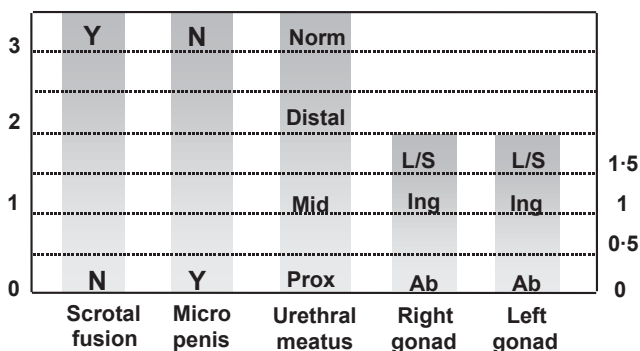 3
Y N Norm
2
Distal
L/S L/S
1·5
1
Mid Ing Ing
1
0·5
0
N Y Prox Ab Ab
0
Scrotal fusion
Micro penis
Urethral meatus
Right gonad
Left gonad